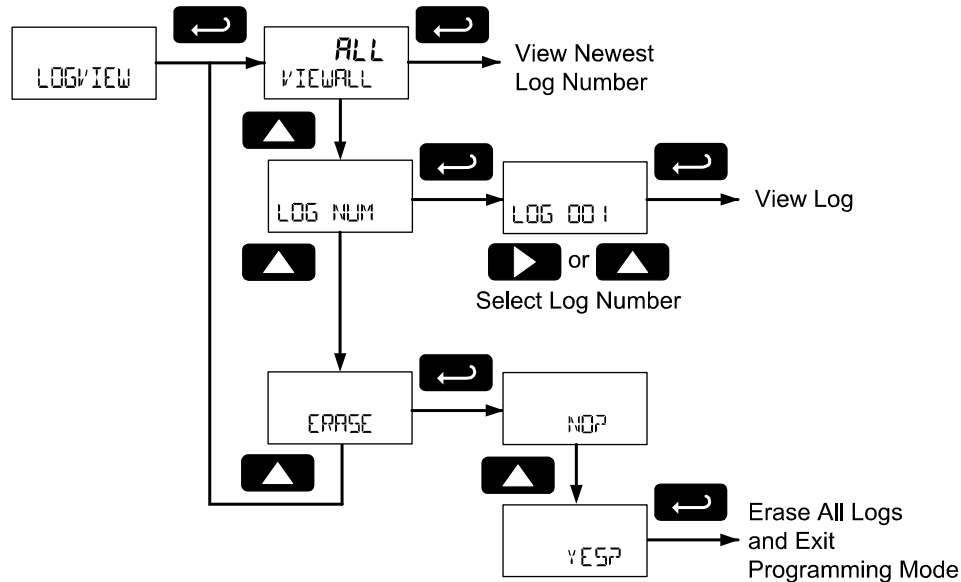 LOGVIEW
ALL
VIEWALL
View Newest
Log Number
LOG NUM
LOG 001
View Log
or
Select Log Number
ERASE
NO?
YES?
Erase All Logs
and Exit
Programming Mode